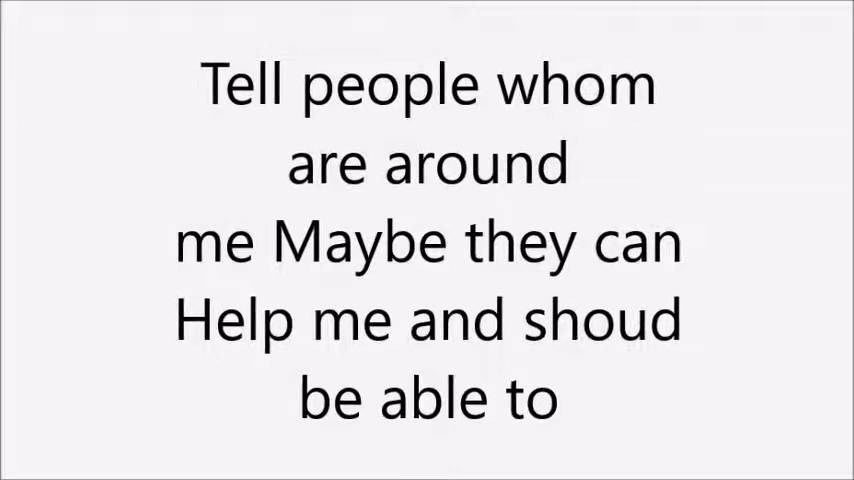 Tell people whom
are around
me Maybe they can
Help me and shoud
be able to